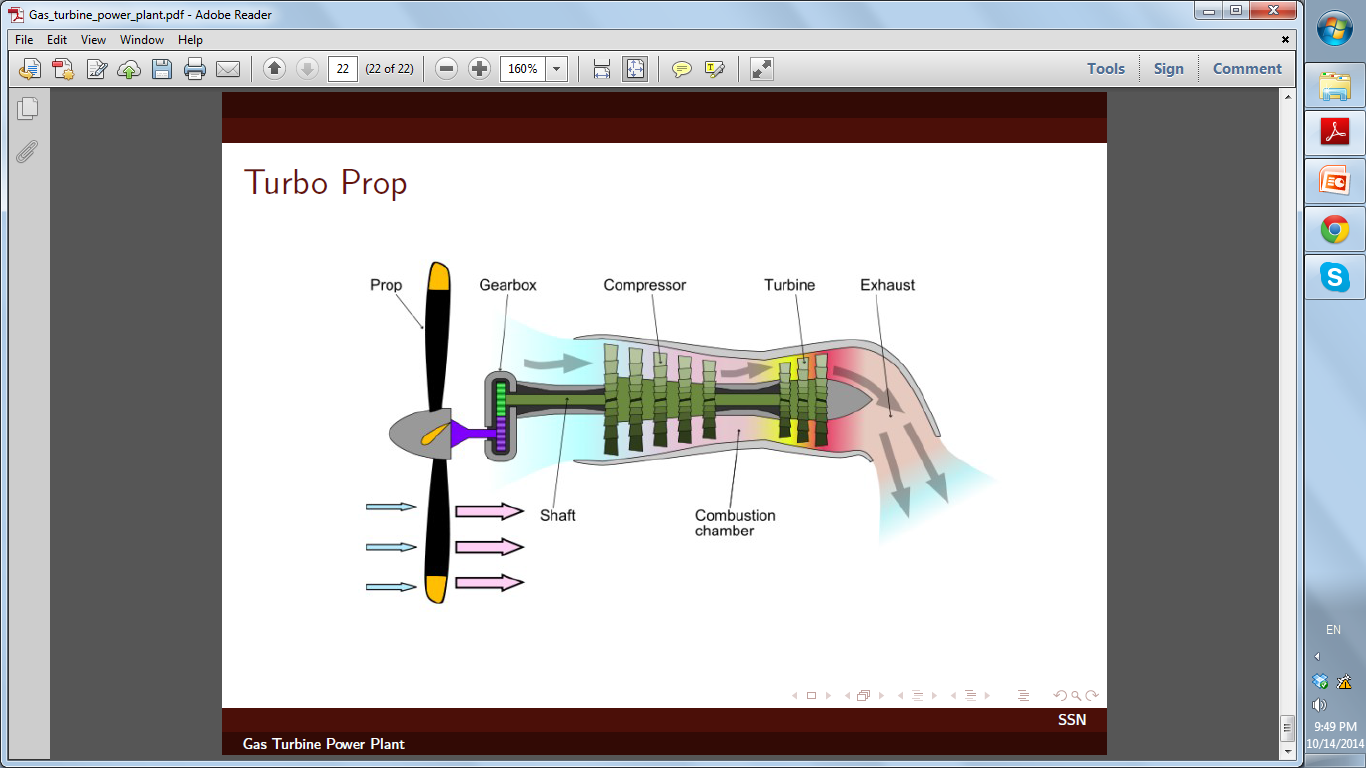 Gas_turbine_power_plant.pdf - Adobe Reader
File Edit View Window Help
22 (22 of 22) 160% Tools Sign Comment
Turbo Prop
Prop Gearbox Compressor Turbine Exhaust
Shaft Combustion
chamber
SSN
Gas Turbine Power Plant
EN
9:49 PM
10/14/2014